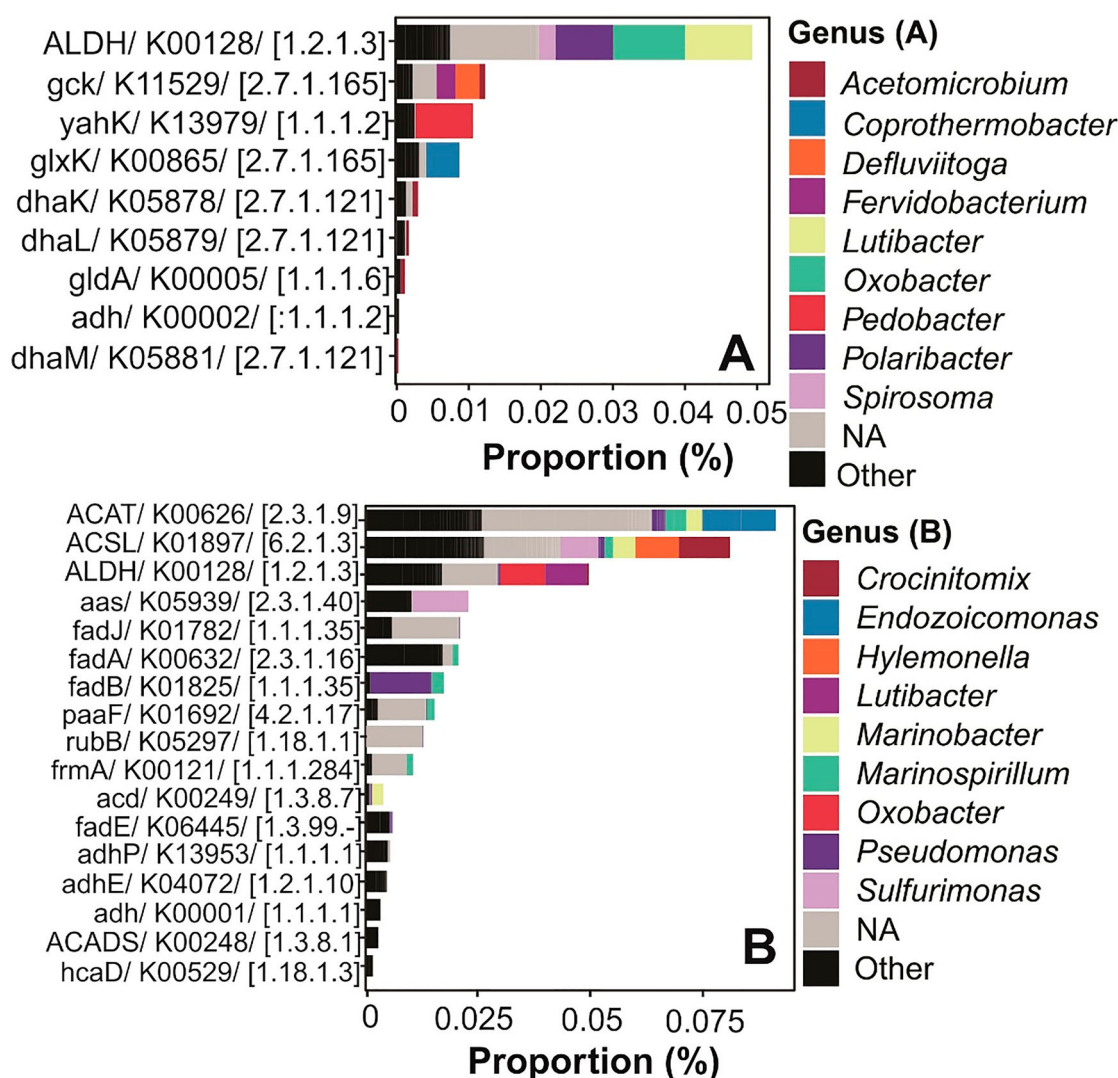 ALDH/ K00128/ [1.2.1.3]
gck/ K11529/ [2.7.1.165]
yahK/ K13979/ [1.1.1.2]
glxK/ K00865/ [2.7.1.165]
dhaK/ K05878/ [2.7.1.121]
dhaL/ K05879/ [2.7.1.121]
gldA/ K00005/ [1.1.1.6]
adh/ K00002/ [:1.1.1.2]
dhaM/ K05881/ [2.7.1.121]
A
0 0.01 0.02 0.03 0.04 0.05
Proportion (%)
Genus (A)
Acetomicrobium
Coprothermobacter
Defluviitoga
Fervidobacterium
Lutibacter
Oxobacter
Pedobacter
Polaribacter
Spirosoma
NA
Other
ACAT/ K00626/ [2.3.1.9]
ACSL/ K01897/ [6.2.1.3]
ALDH/ K00128/ [1.2.1.3]
aas/ K05939/ [2.3.1.40]
fadJ/ K01782/ [1.1.1.35]
fadA/ K00632/ [2.3.1.16]
fadB/ K01825/ [1.1.1.35]
paaF/ K01692/ [4.2.1.17]
rubB/ K05297/ [1.18.1.1]
frmA/ K00121/ [1.1.1.284]
acd/ K00249/ [1.3.8.7]
fadE/ K06445/ [1.3.99.-]
adhP/ K13953/ [1.1.1.1]
adhE/ K04072/ [1.2.1.10]
adh/ K00001/ [1.1.1.1]
ACADS/ K00248/ [1.3.8.1]
hcaD/ K00529/ [1.18.1.3]
B
0 0.025 0.05 0.075
Proportion (%)
Genus (B)
Crocinitomix
Endozoicomonas
Hylemonella
Lutibacter
Marinobacter
Marinospirillum
Oxobacter
Pseudomonas
Sulfurimonas
NA
Other